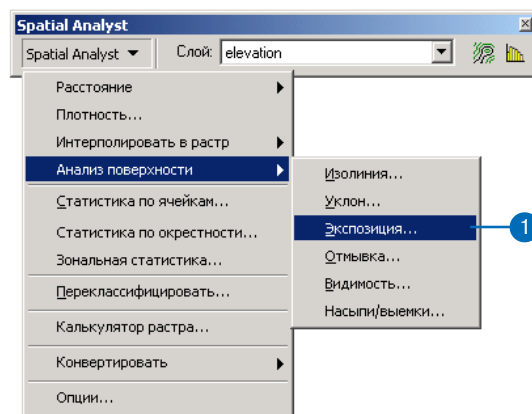 Spatial Analyst
Spatial Analyst
Слой: elevation
Расстояние
Плотность...
Интерполировать в растр
Анализ поверхности
Статистика по ячейкам...
Статистика по окрестности...
Зональная статистика...
Переклассифицировать...
Калькулятор растра...
Конвертировать
Опции...
Изолиния...
Уклон...
Экспозиция...
Отмывка...
Видимость...
Насыпи/выемки...
1